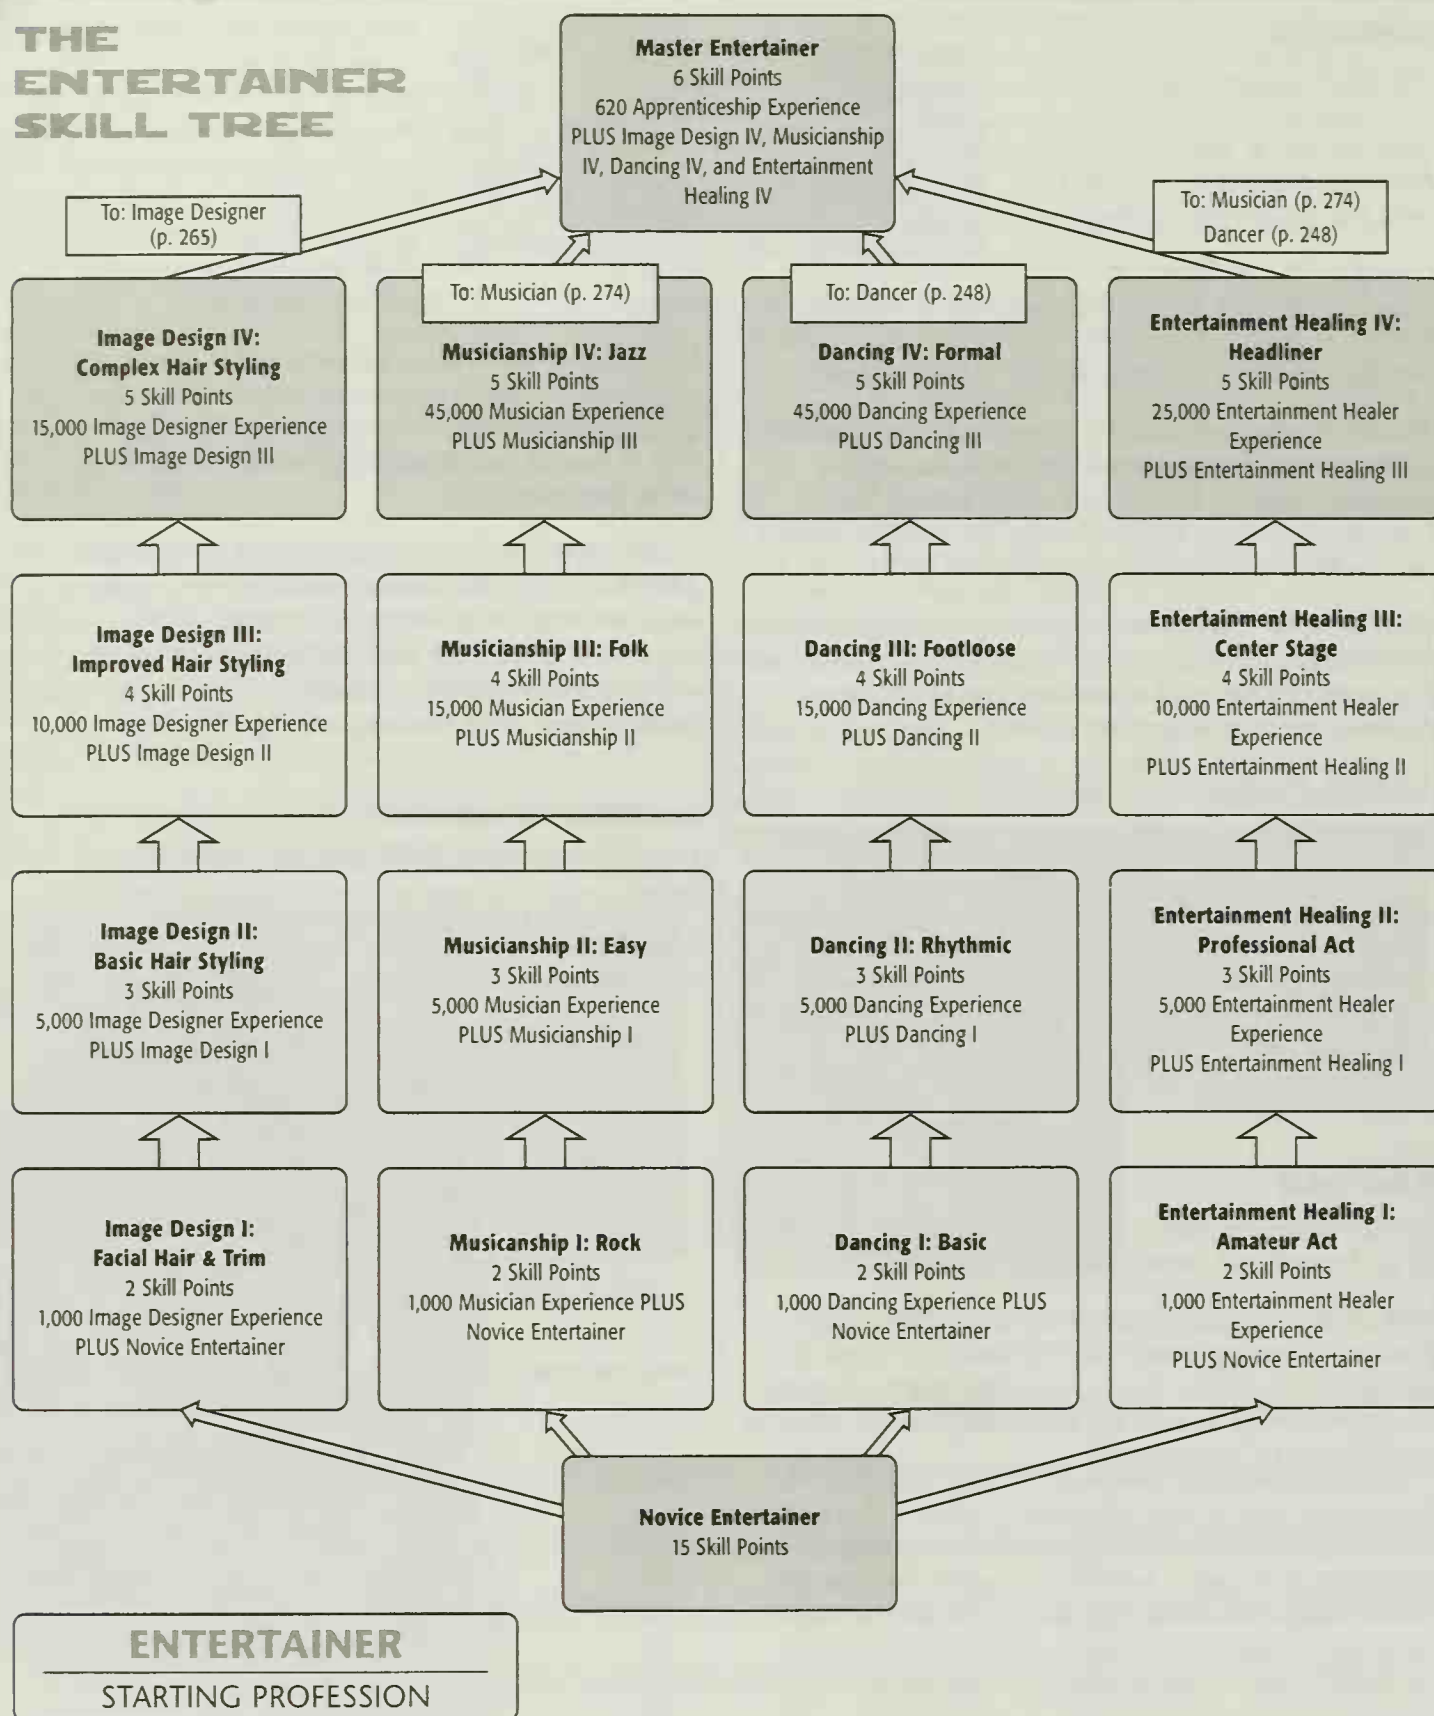 THE
ENTERTAINER
SKILL TREE
Master Entertainer
6 Skill Points
620 Apprenticeship Experience
PLUS Image Design IV, Musicianship
IV, Dancing IV, and Entertainment
Healing IV
To: Image Designer
(p. 265)
To: Musician (p. 274)
Dancer (p. 248)
To: Musician (p. 274)
To: Dancer (p. 248)
Image Design IV:
Complex Hair Styling
5 Skill Points
15,000 Image Designer Experience
PLUS Image Design III
Musicianship IV: Jazz
5 Skill Points
45,000 Musician Experience
PLUS Musicianship III
Dancing IV: Formal
5 Skill Points
45,000 Dancing Experience
PLUS Dancing III
Entertainment Healing IV:
Headliner
5 Skill Points
25,000 Entertainment Healer
Experience
PLUS Entertainment Healing III
Image Design III:
Improved Hair Styling
4 Skill Points
10,000 Image Designer Experience
PLUS Image Design II
Musicianship III: Folk
4 Skill Points
15,000 Musician Experience
PLUS Musicianship II
Dancing III: Footloose
4 Skill Points
15,000 Dancing Experience
PLUS Dancing II
Entertainment Healing III:
Center Stage
4 Skill Points
10,000 Entertainment Healer
Experience
PLUS Entertainment Healing II
Image Design II:
Basic Hair Styling
3 Skill Points
5,000 Image Designer Experience
PLUS Image Design I
Musicianship II: Easy
3 Skill Points
5,000 Musician Experience
PLUS Musicianship I
Dancing II: Rhythmic
3 Skill Points
5,000 Dancing Experience
PLUS Dancing I
Entertainment Healing II:
Professional Act
3 Skill Points
5,000 Entertainment Healer
Experience
PLUS Entertainment Healing I
Image Design I:
Facial Hair & Trim
2 Skill Points
1,000 Image Designer Experience
PLUS Novice Entertainer
Musicanship I: Rock
2 Skill Points
1,000 Musician Experience PLUS
Novice Entertainer
Dancing I: Basic
2 Skill Points
1,000 Dancing Experience PLUS
Novice Entertainer
Entertainment Healing I:
Amateur Act
2 Skill Points
1,000 Entertainment Healer
Experience
PLUS Novice Entertainer
Novice Entertainer
15 Skill Points
ENTERTAINER
STARTING PROFESSION